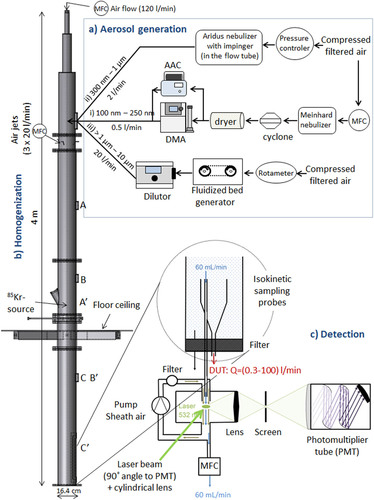 MFC Air flow (120 l/min)
a) Aerosol generation
Aridus nebulizer
with impinger
(in the flow tube)
Pressure
controler
Compressed
filtered air
ii) 300 nm – 1 µm
2 l/min
AAC
i) 100 nm – 250 nm
0.5 l/min
DMA
dryer
cyclone
Meinhard
nebulizer
MFC
iii) >1 µm – 10 µm
20 l/min
Dilutor
Fluidized bed
generator
Rotameter
Compressed
filtered air
Air jets
(3 x 20 l/min)
MFC
4 m
b) Homogenization
A
B
A'
85Kr-
source
Floor ceiling
C B'
C'
16.4 cm
60 mL/min
Isokinetic
sampling
probes
Filter
c) Detection
DUT: Q=(0.3-100) l/min
Filter
Pump
Sheath air
Laser
532 nm
Lens
Screen
Photomultiplier
tube (PMT)
Laser beam
(90° angle to PMT)
+ cylindrical lens
MFC
60 mL/min